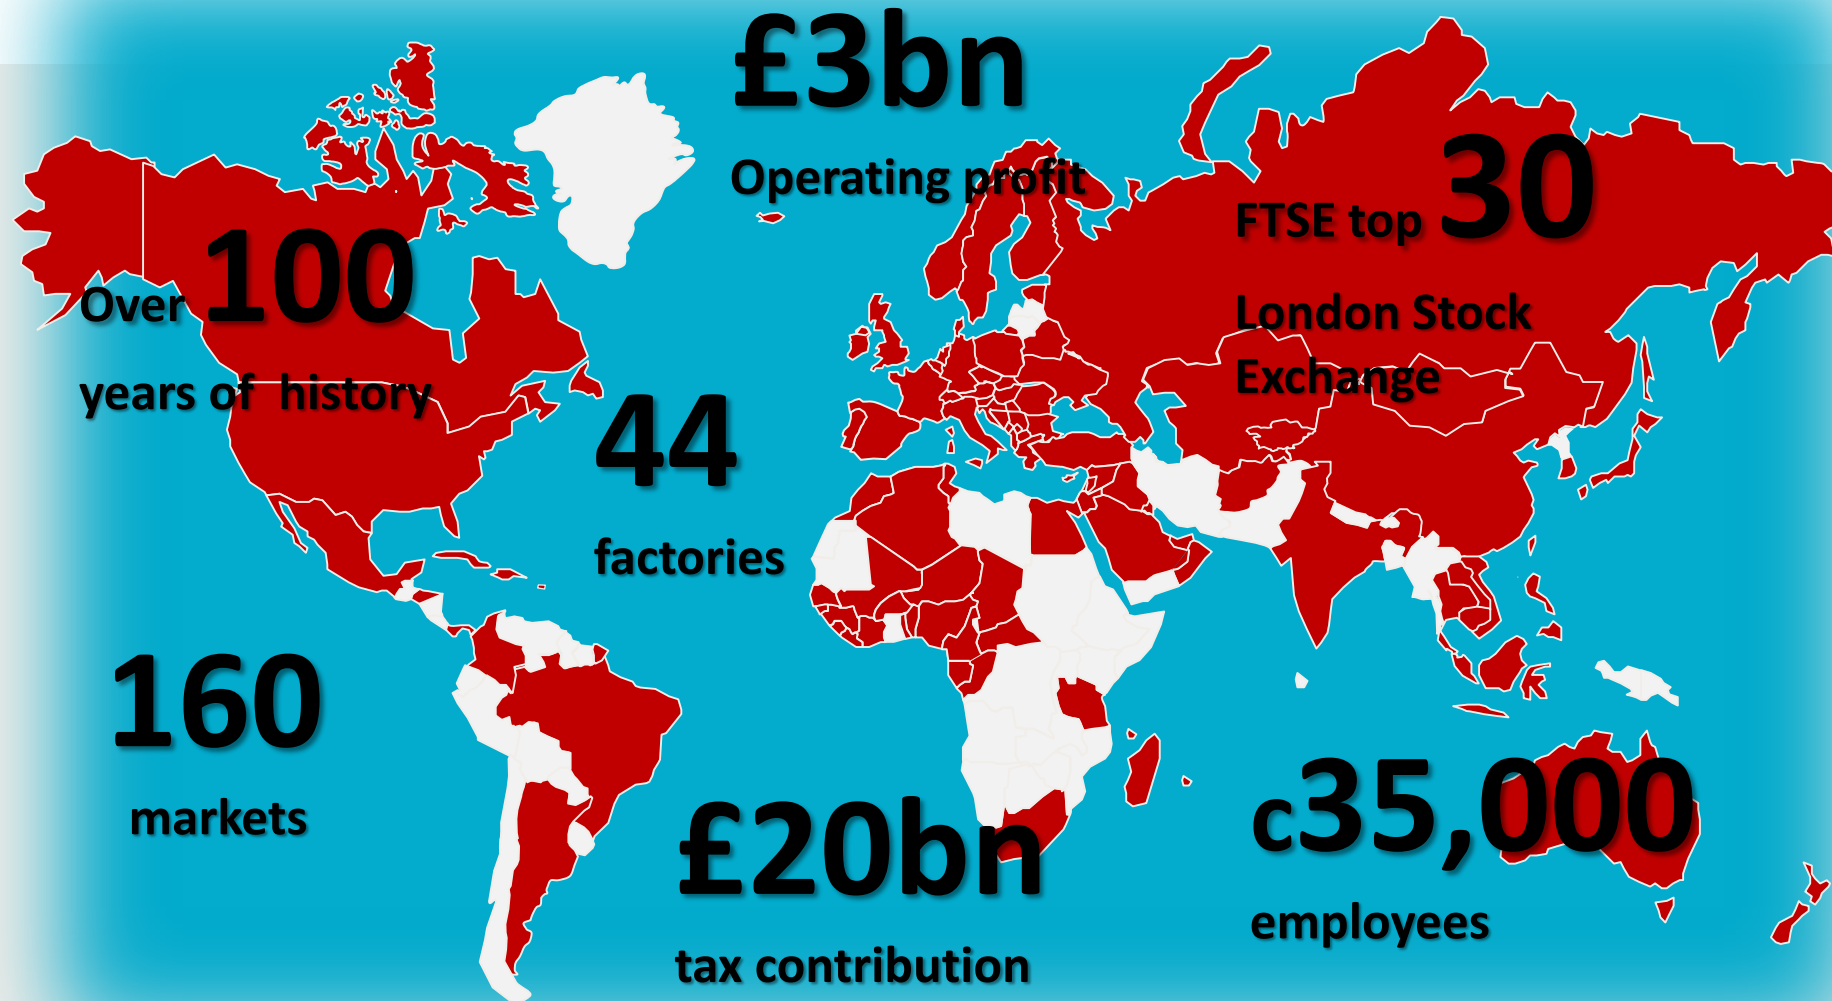 £3bn
Operating profit
FTSE top 30
London Stock
Exchange
Over 100
years of  history
44
factories
160
markets
£20bn
tax contribution
c35,000
employees